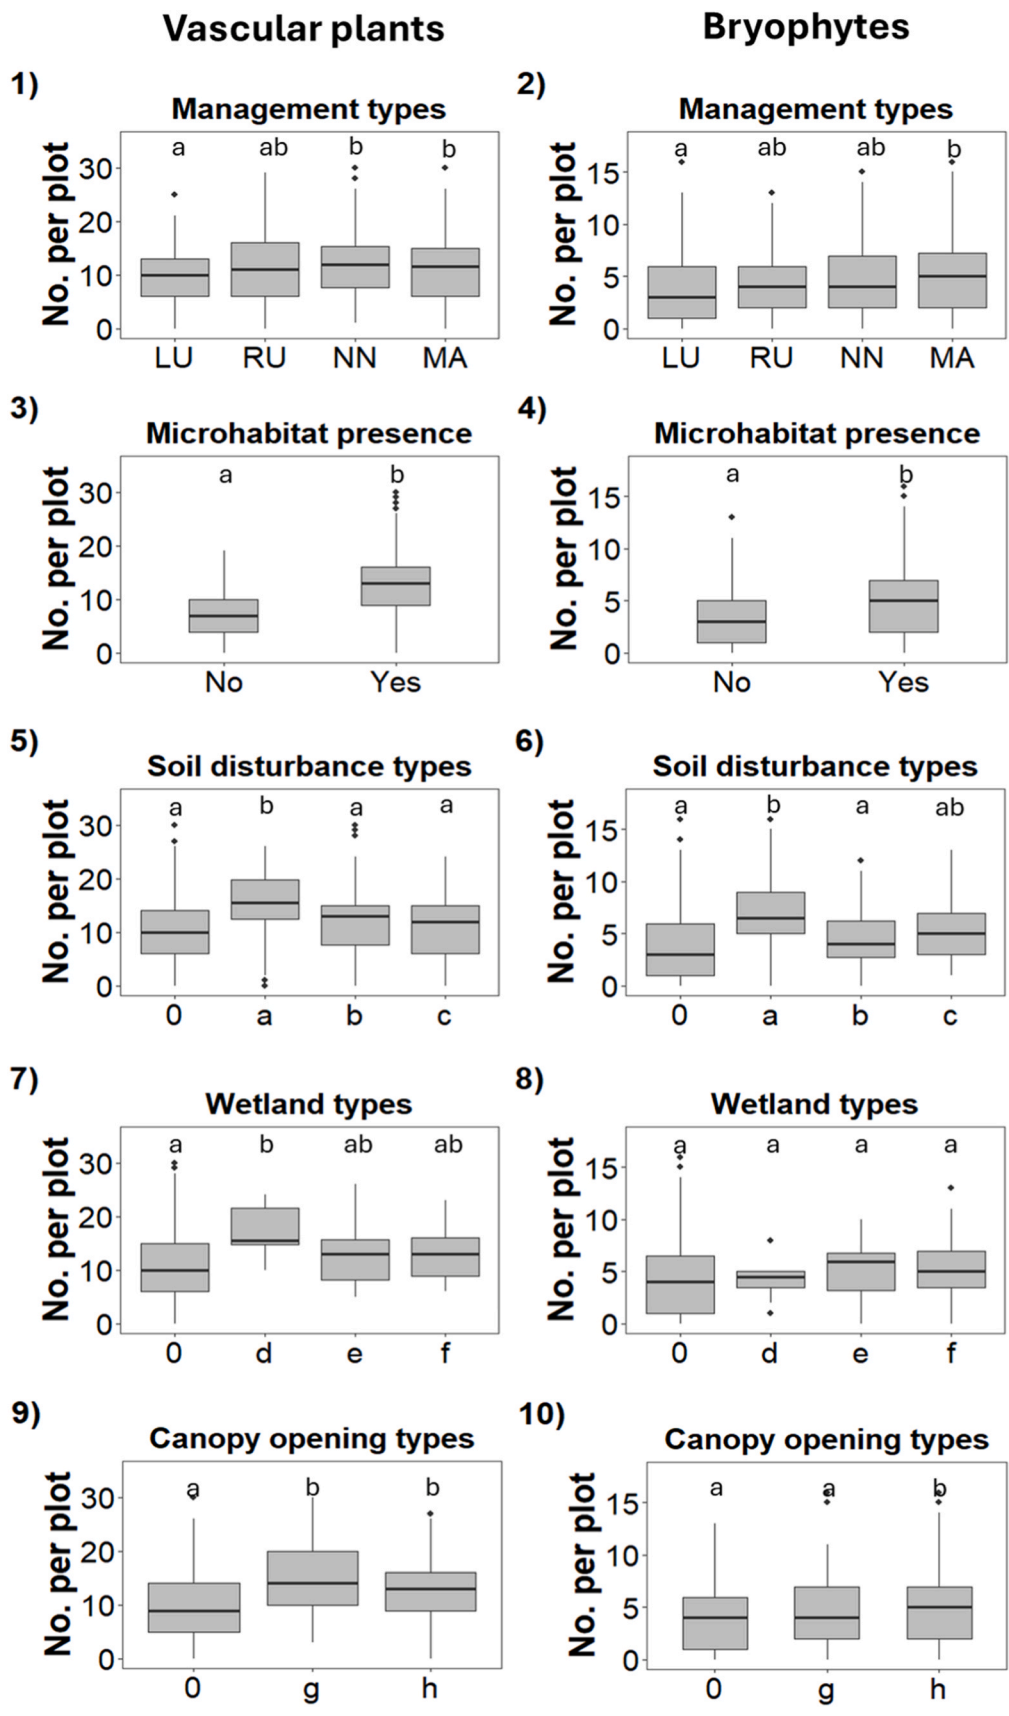 Vascular plants Bryophytes
1) 2)
Management types Management types
a ab b b a ab ab b
No. per plot No. per plot
30 15
20 10
10 5
0 0
LU RU NN MA LU RU NN MA
3) 4)
Microhabitat presence Microhabitat presence
a b a b
No. per plot No. per plot
30 15
20 10
10 5
0 0
No Yes No Yes
5) 6)
Soil disturbance types Soil disturbance types
a b a a a b a ab
No. per plot No. per plot
30 15
20 10
10 5
0 0
0 a b c 0 a b c
7) 8)
Wetland types Wetland types
a b ab ab a a a a
No. per plot No. per plot
30 15
20 10
10 5
0 0
0 d e f 0 d e f
9) 10)
Canopy opening types Canopy opening types
a b b a a b
No. per plot No. per plot
30 15
20 10
10 5
0 0
0 g h 0 g h